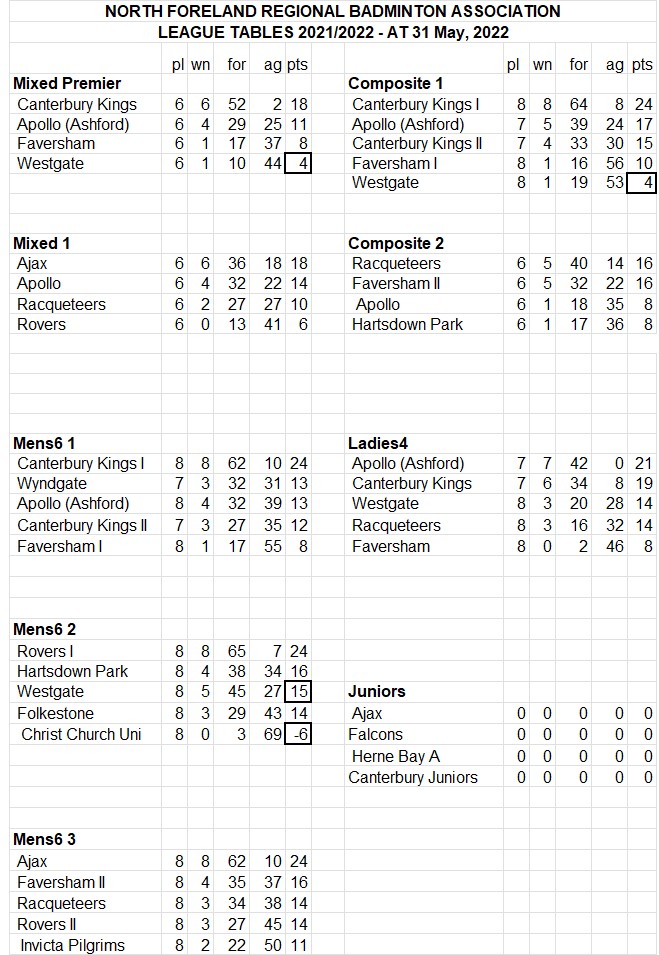 NORTH FORELAND REGIONAL BADMINTON ASSOCIATION
LEAGUE TABLES 2021/2022 - AT 31 May, 2022
pl wn for ag pts
Mixed Premier
Canterbury Kings 6 6 52 2 18
Apollo (Ashford) 6 4 29 25 11
Faversham 6 1 17 37 8
Westgate 6 1 10 44 4
pl wn for ag pts
Composite 1
Canterbury Kings I 8 8 64 8 24
Apollo (Ashford) 7 5 39 24 17
Canterbury Kings II 7 4 33 30 15
Faversham I 8 1 16 56 10
Westgate 8 1 19 53 4
Mixed 1
Ajax 6 6 36 18 18
Apollo 6 4 32 22 14
Racqueteers 6 2 27 27 10
Rovers 6 0 13 41 6
Composite 2
Racqueteers 6 5 40 14 16
Faversham II 6 5 32 22 16
Apollo 6 1 18 35 8
Hartsdown Park 6 1 17 36 8
Mens6 1
Canterbury Kings I 8 8 62 10 24
Wyndgate 7 3 32 31 13
Apollo (Ashford) 8 4 32 39 13
Canterbury Kings II 7 3 27 35 12
Faversham I 8 1 17 55 8
Ladies4
Apollo (Ashford) 7 7 42 0 21
Canterbury Kings 7 6 34 8 19
Westgate 8 3 20 28 14
Racqueteers 8 3 16 32 14
Faversham 8 0 2 46 8
Mens6 2
Rovers I 8 8 65 7 24
Hartsdown Park 8 4 38 34 16
Westgate 8 5 45 27 15
Folkestone 8 3 29 43 14
Christ Church Uni 8 0 3 69 -6
Juniors
Ajax 0 0 0 0 0
Falcons 0 0 0 0 0
Herne Bay A 0 0 0 0 0
Canterbury Juniors 0 0 0 0 0
Mens6 3
Ajax 8 8 62 10 24
Faversham II 8 4 35 37 16
Racqueteers 8 3 34 38 14
Rovers II 8 3 27 45 14
Invicta Pilgrims 8 2 22 50 11